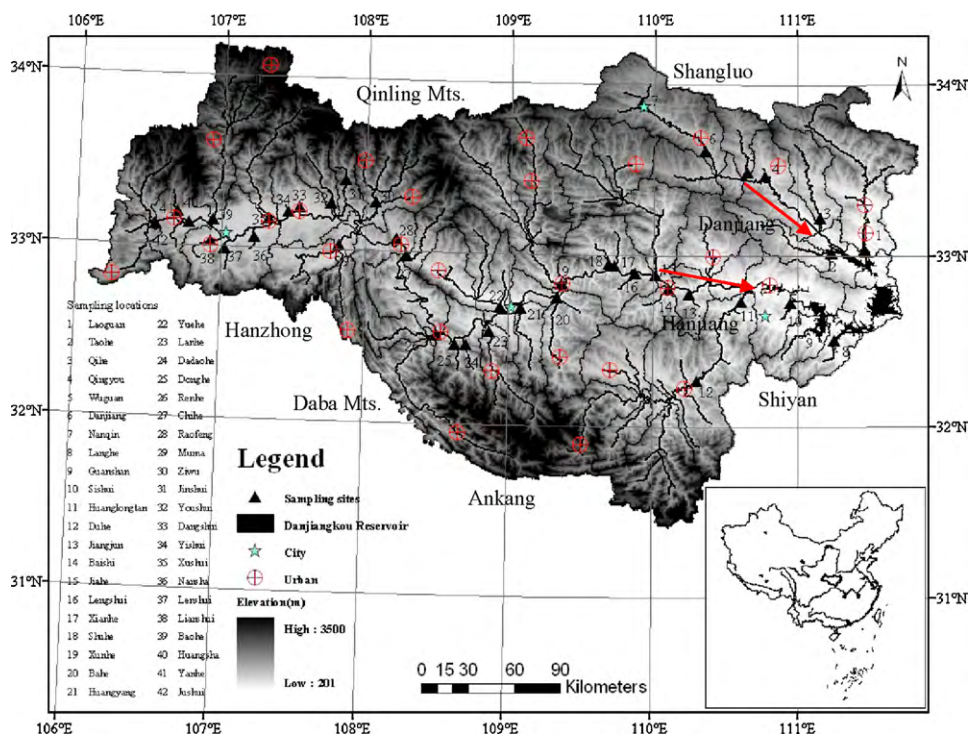 106°E 107°E 108°E 109°E 110°E 111°E
34°N
Shangluo
N
Qinling Mts.
34°N
33°N
Danjiang
33°N
Hanjiang
Hanzhong
Shiyan
Daba Mts.
32°N
32°N
Ankang
31°N
31°N
Sampling locations
1 Laoguan 22 Yuehe
2 Taohe 23 Lanhe
3 Qihe 24 Dadaohe
4 Qingyou 25 Donghe
5 Wuguan 26 Renhe
6 Danjiang 27 Chihe
7 Nanqin 28 Raofeng
8 Langhe 29 Muma
9 Guanshan 30 Ziwu
10 Sishui 31 Jinshui
11 Huanglongtan 32 Youshui
12 Duhe 33 Dangshui
13 Jiangjun 34 Yishui
14 Baishi 35 Xushui
15 Jiahe 36 Nansha
16 Lengshui 37 Lenshui
17 Xianhe 38 Lianshui
18 Shuhe 39 Baohe
19 Xunhe 40 Huangsha
20 Bahe 41 Yanhe
21 Huangyang 42 Jushui
Legend
Sampling sites
Danjiangkou Reservoir
City
Urban
Elevation(m)
High : 3500
Low : 201
0 15 30 60 90
Kilometers
106°E 107°E 108°E 109°E 110°E 111°E